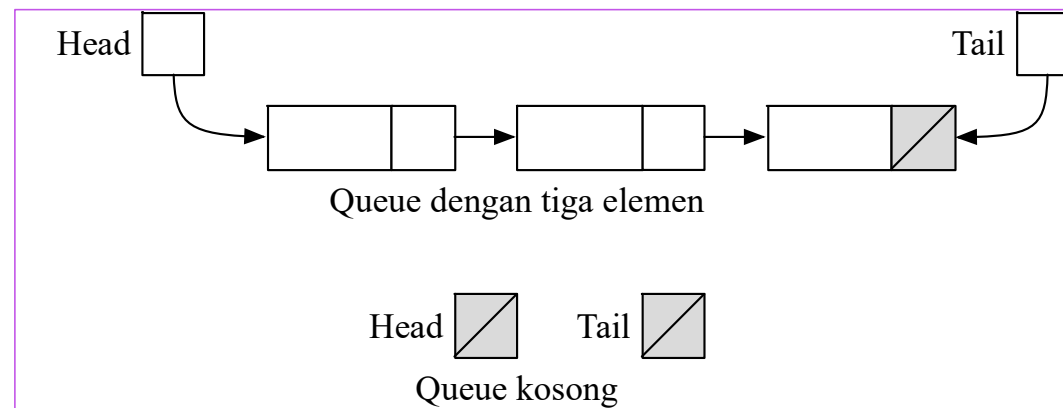 Head
Tail
Queue dengan tiga elemen
Head
Tail
Queue kosong